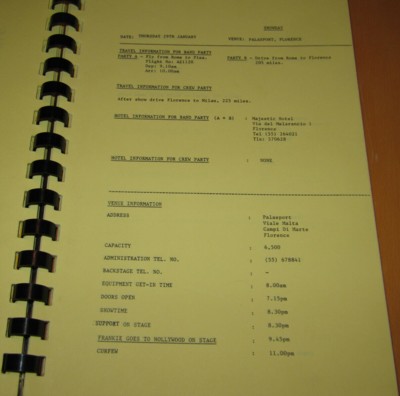 THURSDAY
DATE: THURSDAY 29TH JANUARY VENUE: PALASPORT, FLORENCE
TRAVEL INFORMATION FOR BAND PARTY
PARTY A - Fly from Rome to Pisa. PARTY B - Drive from Rome to Florence
Flight No:
Dep: 9.10am 185 miles.
Arr: 10.00am
TRAVEL INFORMATION FOR CREW PARTY
After show drive Florence to Milan, 223 miles.
HOTEL INFORMATION FOR BAND PARTY (A + B) : Majestic Hotel
Via del Melarancio 1
Florence
Tel (55) 264021
Tlx: 570628
HOTEL INFORMATION FOR CREW PARTY : NONE
VENUE INFORMATION
ADDRESS : Palasport
Viale Malta
Campi Di Marte
Florence
CAPACITY : 6,500
ADMINISTRATION TEL. NO. : (55) 678841
BACKSTAGE TEL. NO. : -
EQUIPMENT GET-IN TIME : 8.00am
DOORS OPEN : 7.15pm
SHOWTIME : 8.30pm
SUPPORT ON STAGE : 8.30pm
FRANKIE GOES TO HOLLYWOOD ON STAGE : 9.45pm
CURFEW : 11.00pm